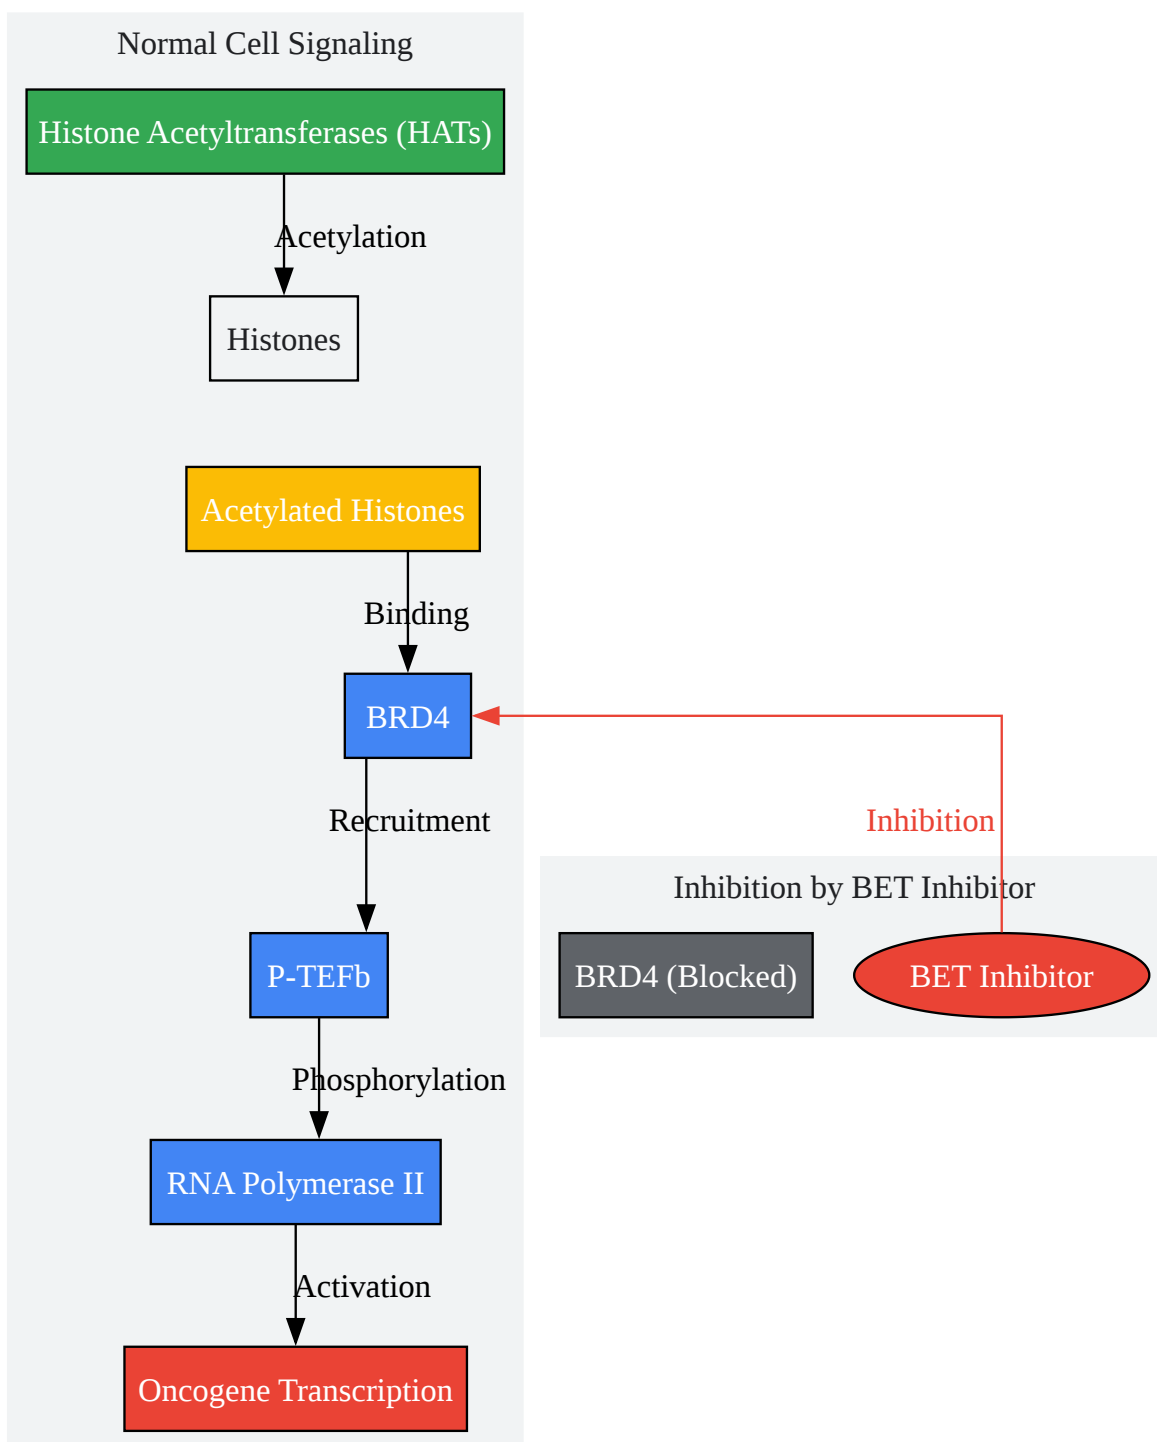 Normal Cell Signaling
Histone Acetyltransferases (HATs)
Acetylation
Histones
Acetylated Histones
Binding
BRD4
Recruitment
Inhibition
Inhibition by BET Inhibitor
P-TEFb
BRD4 (Blocked)
BET Inhibitor
Phosphorylation
RNA Polymerase II
Activation
Oncogene Transcription